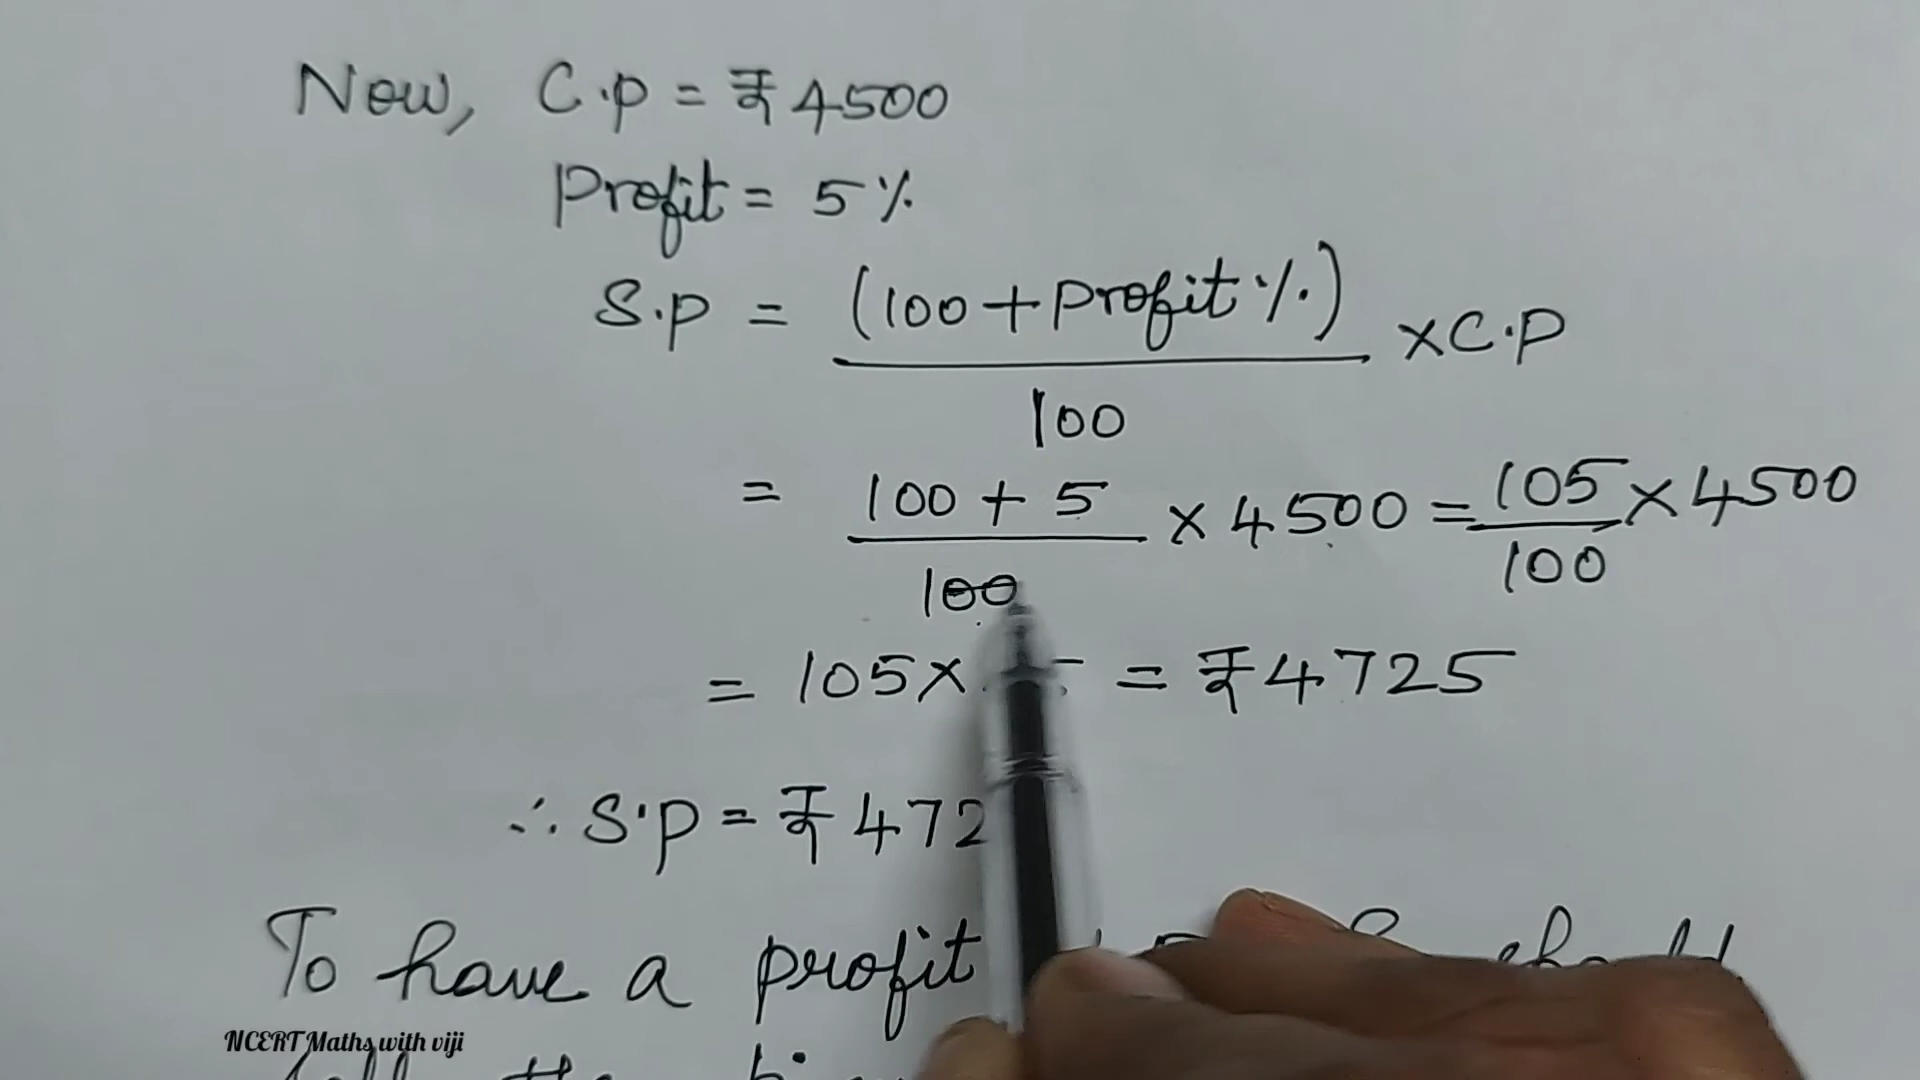 Now, C.P = ₹4500
Profit = 5%
S.P = (100 + Profit %) / 100 × C.P
= 100 + 5 / 100 × 4500 = 105 / 100 × 4500
= 105 × = ₹4725
∴ S.P = ₹472
To have a profit
NCERT Maths with viji